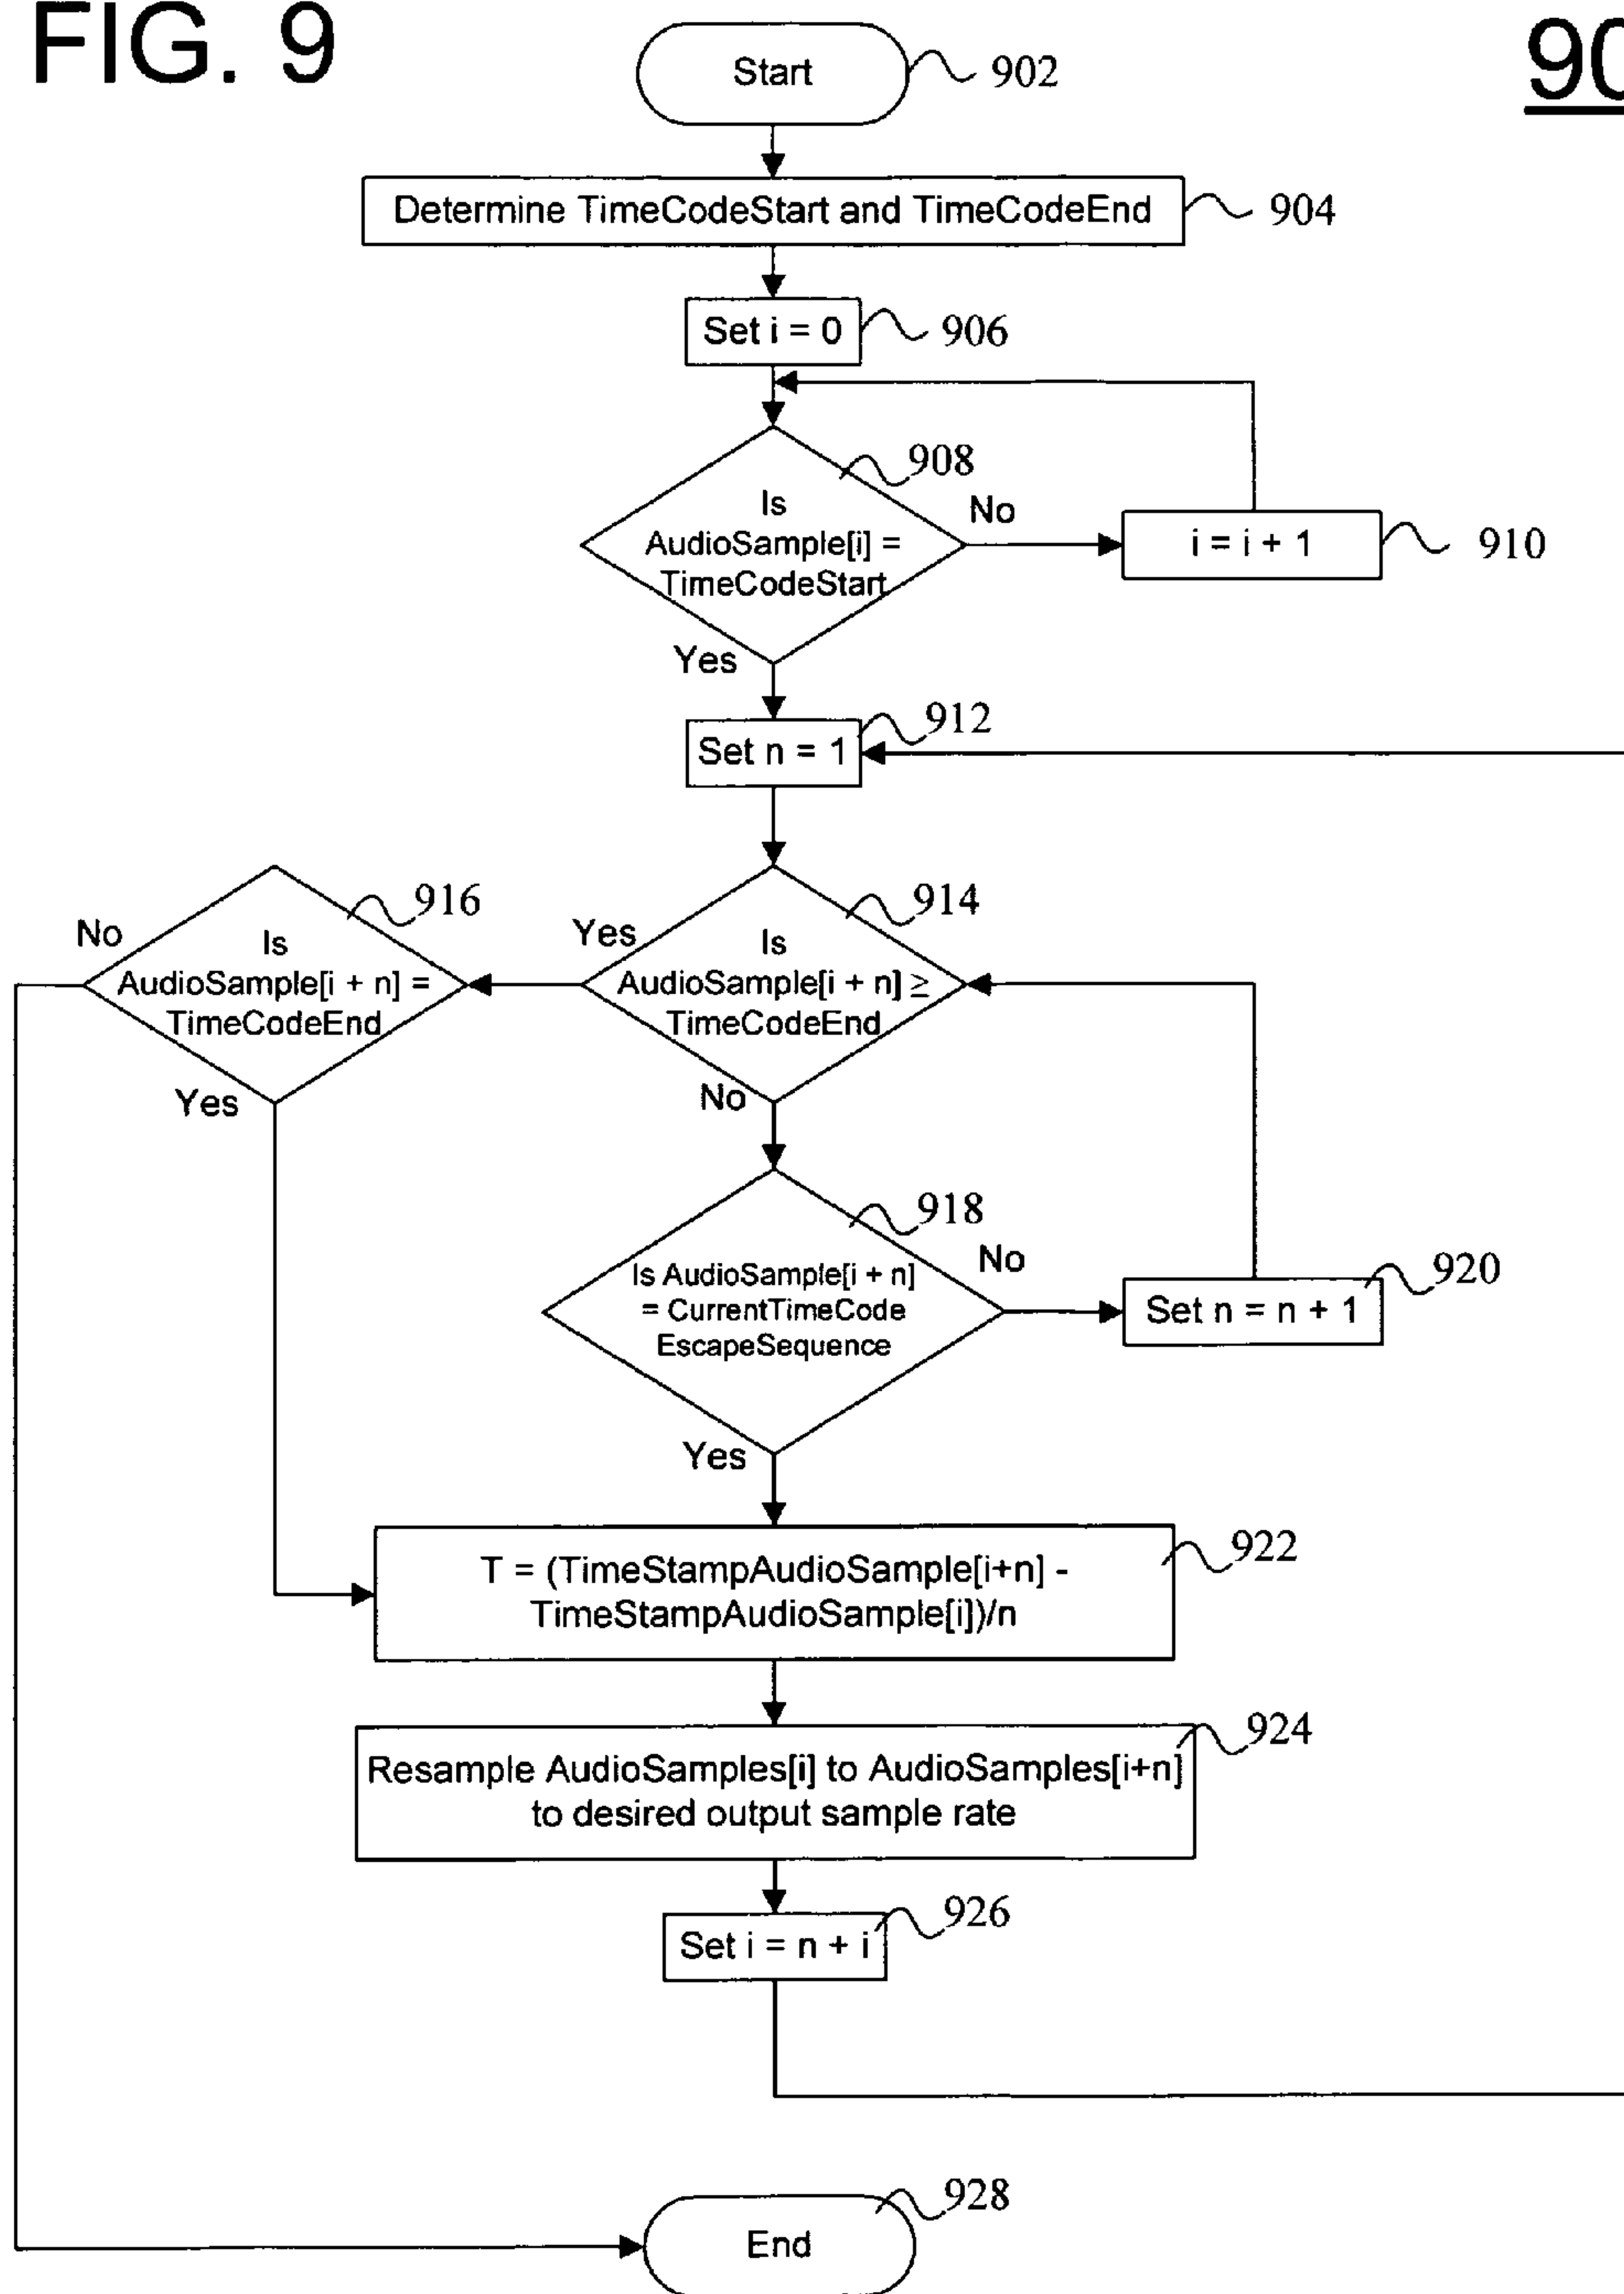 FIG. 9
90
Start
902
Determine TimeCodeStart and TimeCodeEnd
904
Set i = 0
906
908
Is
AudioSample[i] =
TimeCodeStart
No
i = i + 1
910
Yes
912
Set n = 1
916
No
Is
AudioSample[i + n] =
TimeCodeEnd
Yes
914
Yes
Is
AudioSample[i + n] ≥
TimeCodeEnd
No
918
Is AudioSample[i + n]
= CurrentTimeCode
EscapeSequence
No
920
Set n = n + 1
Yes
922
T = (TimeStampAudioSample[i+n] -
TimeStampAudioSample[i])/n
924
Resample AudioSamples[i] to AudioSamples[i+n]
to desired output sample rate
926
Set i = n + i
928
End